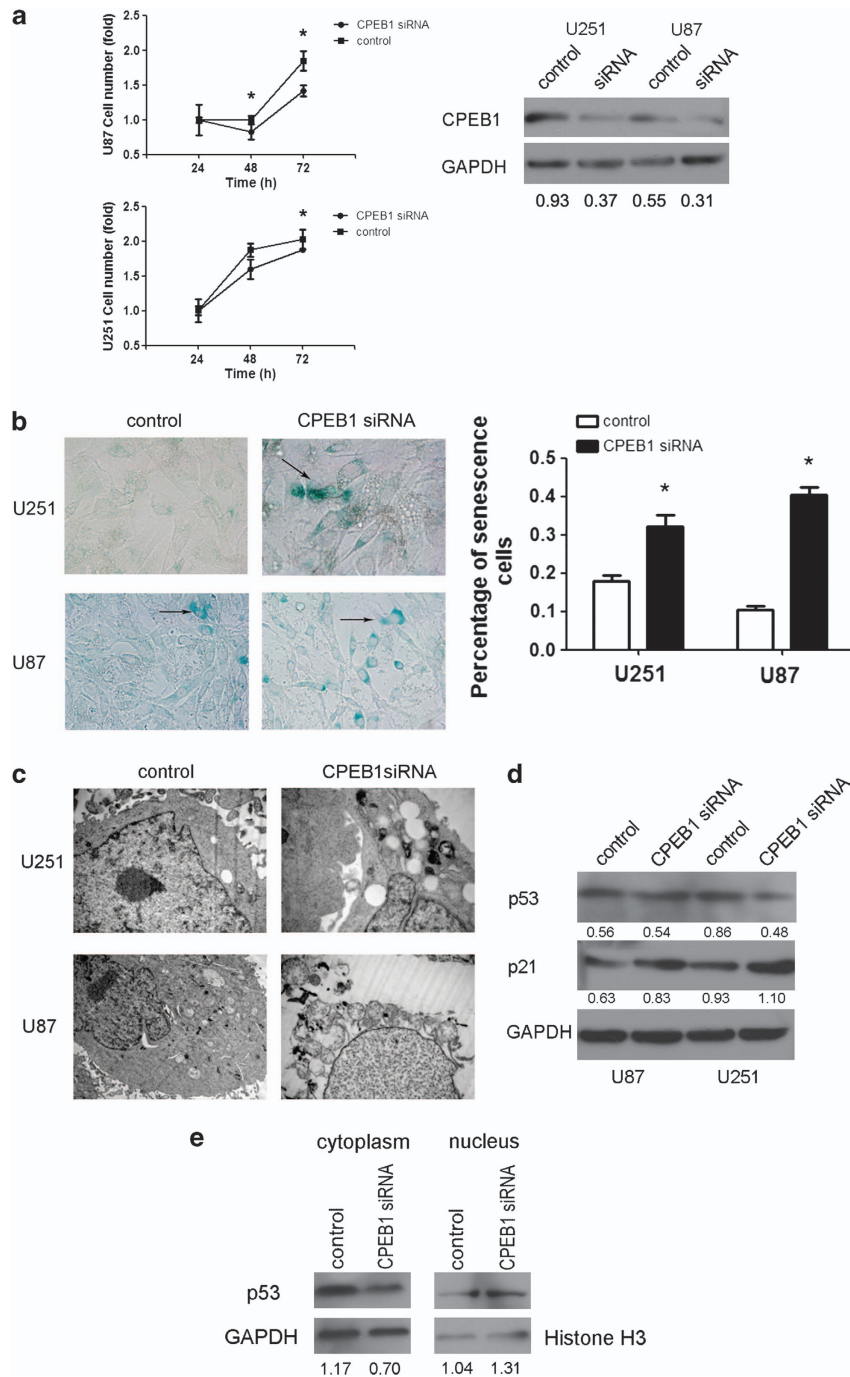 a
U87 Cell number (fold)
2.5
2.0
1.5
1.0
0.5
*
*
24 48 72
Time (h)
CPEB1 siRNA
control
U251 Cell number (fold)
2.5
2.0
1.5
1.0
0.5
*
24 48 72
Time (h)
CPEB1 siRNA
control
U251 U87
control siRNA control siRNA
CPEB1
GAPDH
0.93 0.37 0.55 0.31
b
control CPEB1 siRNA
U251
U87
control
CPEB1 siRNA
Percentage of senescence
cells
0.5
0.4
0.3
0.2
0.1
0.0
*
*
U251 U87
c
control CPEB1siRNA
U251
U87
d
control CPEB1 siRNA control CPEB1 siRNA
p53
0.56 0.54 0.86 0.48
p21
0.63 0.83 0.93 1.10
GAPDH
U87 U251
e
cytoplasm nucleus
control CPEB1 siRNA control CPEB1 siRNA
p53
GAPDH Histone H3
1.17 0.70 1.04 1.31